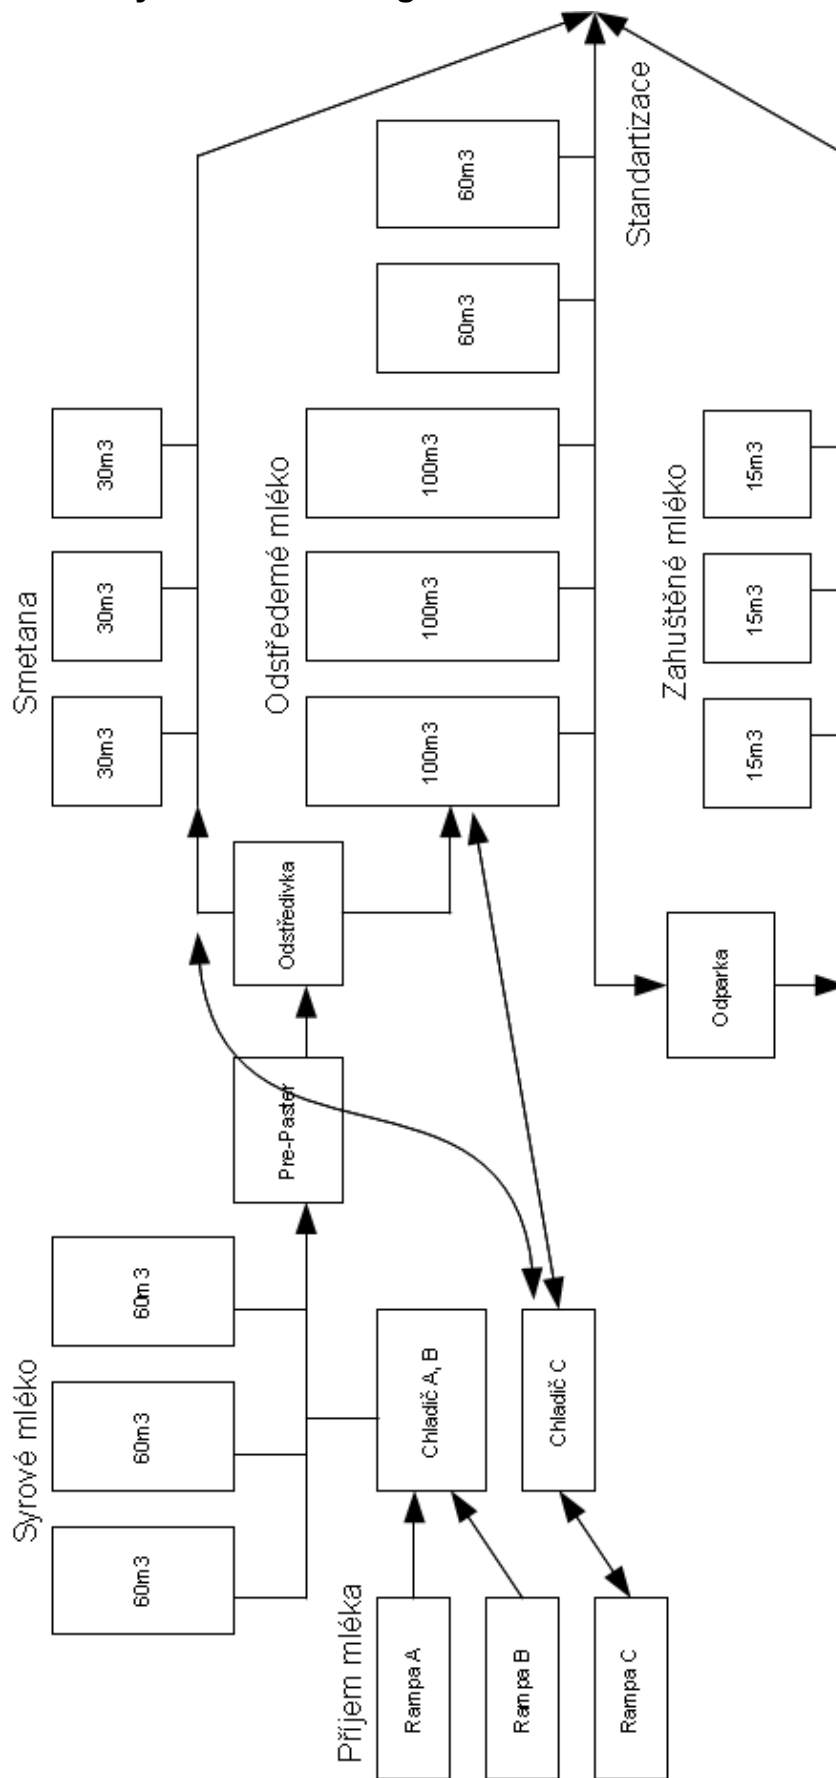 Příjem mléka
Rampa A
Rampa B
Rampa C
Chladič A, B
Chladič C
Syrové mléko
60m3
60m3
60m3
Pre-Paster
Odstředivka
Smetana
30m3
30m3
30m3
Odstředemé mléko
100m3
100m3
100m3
60m3
60m3
Odparka
Zahuštěné mléko
15m3
15m3
15m3
Standartizace